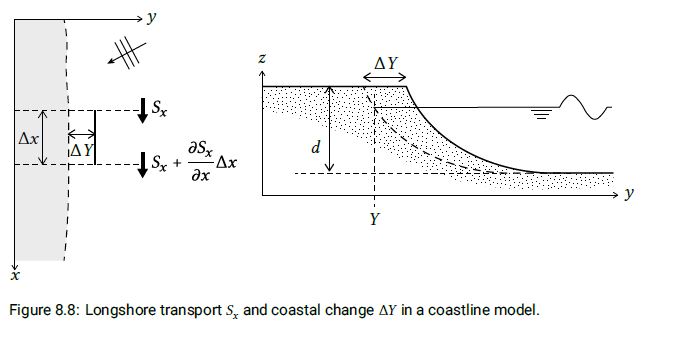 y
S_x
Δx
ΔY
S_x + ∂S_x/∂x Δx
x
z
ΔY
d
y
Y
Figure 8.8: Longshore transport S_x and coastal change ΔY in a coastline model.